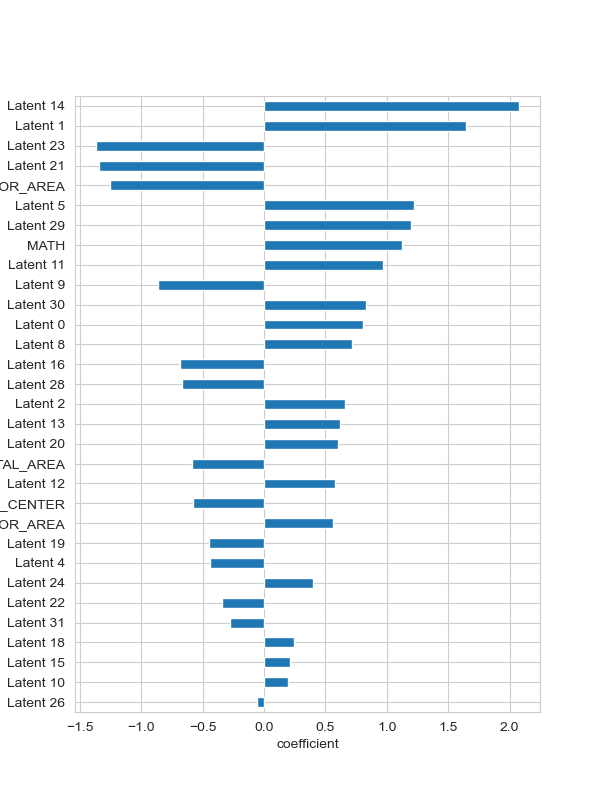 Latent 14
Latent 1
Latent 23
Latent 21
OR_AREA
Latent 5
Latent 29
MATH
Latent 11
Latent 9
Latent 30
Latent 0
Latent 8
Latent 16
Latent 28
Latent 2
Latent 13
Latent 20
TAL_AREA
Latent 12
_CENTER
OR_AREA
Latent 19
Latent 4
Latent 24
Latent 22
Latent 31
Latent 18
Latent 15
Latent 10
Latent 26
−1.5 −1.0 −0.5 0.0 0.5 1.0 1.5 2.0
coefficient